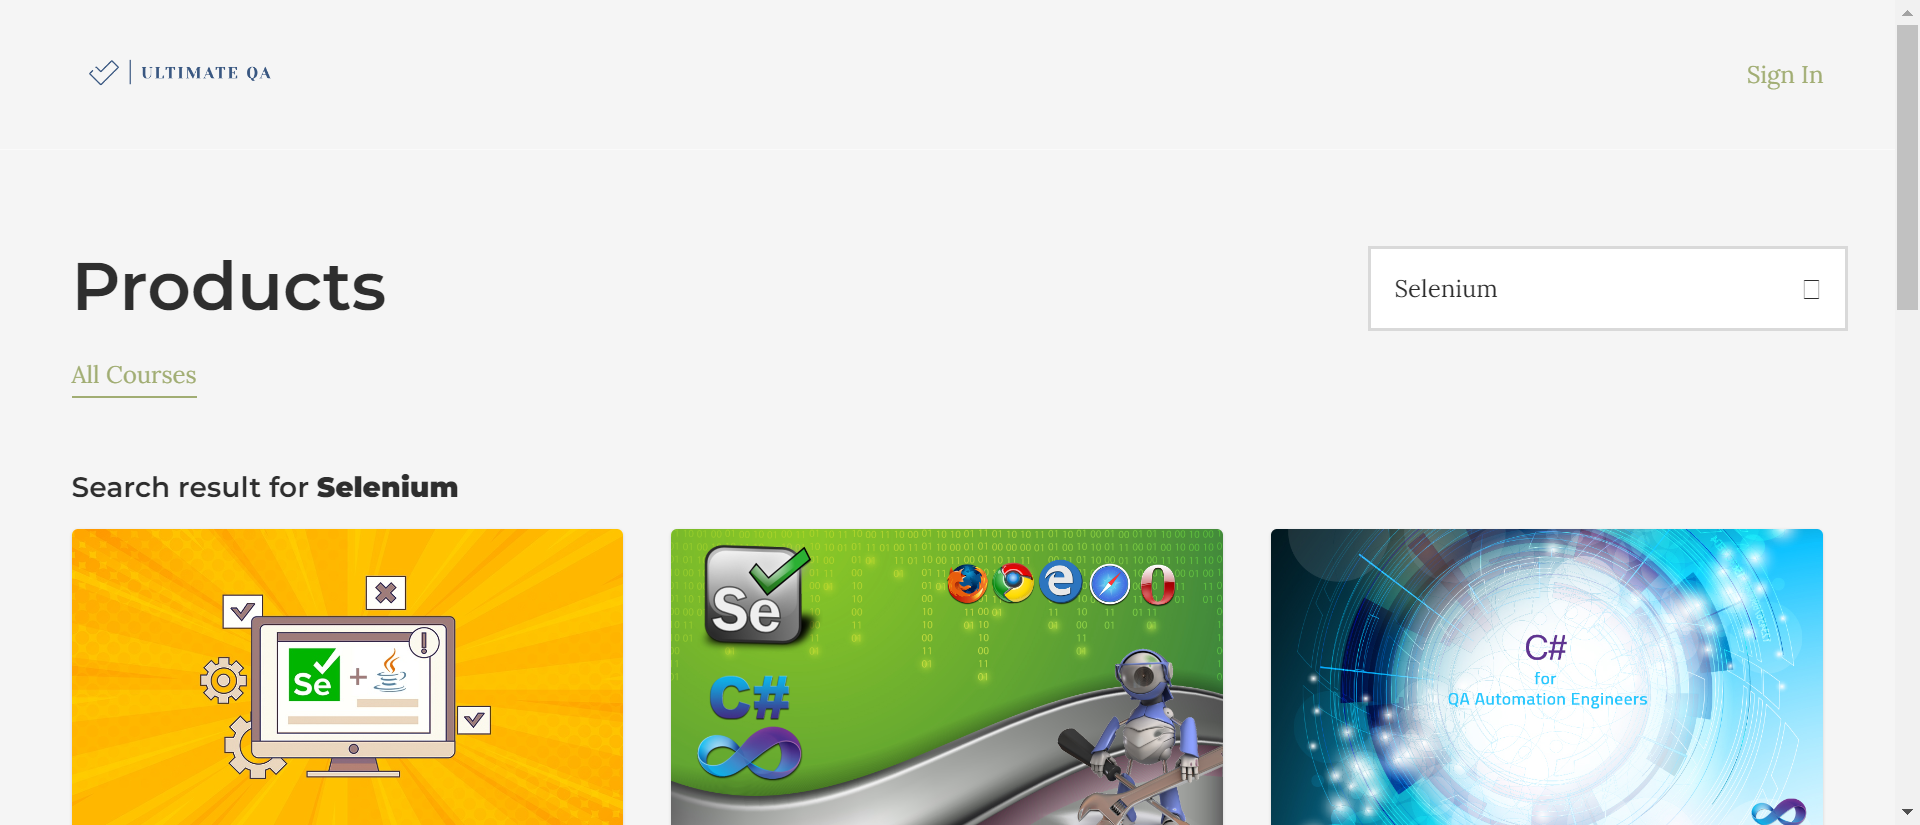 ULTIMATE QA
Sign In
Products
Selenium
All Courses
Search result for Selenium
Se
Se
C#
C#
for
QA Automation Engineers